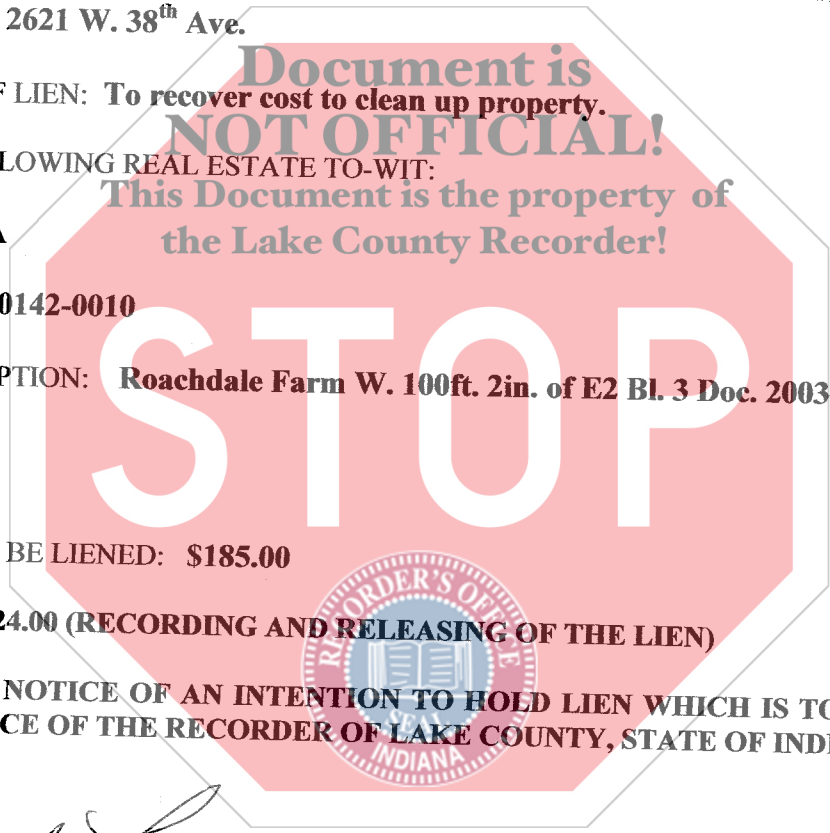 2621 W. 38th Ave.
Document is
F LIEN: To recover cost to clean up property.
NOT OFFICIAL!
LOWING REAL ESTATE TO-WIT:
This Document is the property of
A
the Lake County Recorder!
0142-0010
STOP
PTION: Roachdale Farm W. 100ft. 2in. of E2 Bl. 3 Doc. 2003
BE LIENED: $185.00
RECORDER'S OFFICE
24.00 (RECORDING AND RELEASING OF THE LIEN)
NOTICE OF AN INTENTION TO HOLD LIEN WHICH IS TO
SEAL
CE OF THE RECORDER OF LAKE COUNTY, STATE OF INDI
INDIANA